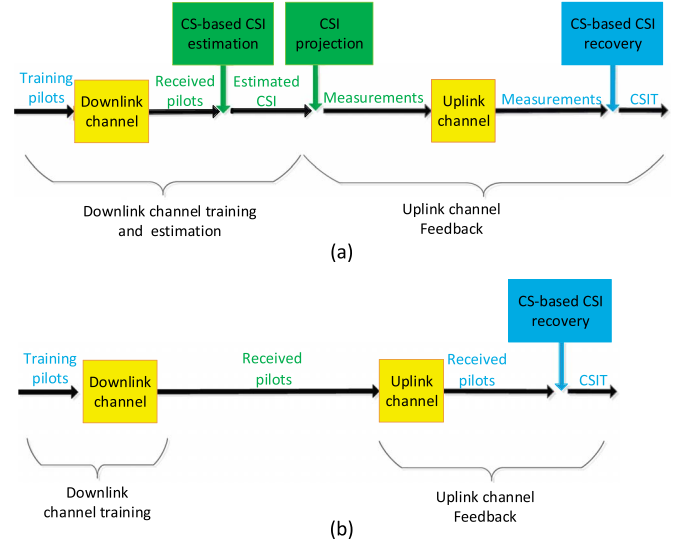 CS-based CSI
estimation
CSI
projection
CS-based CSI
recovery
Training
pilots
Downlink
channel
Received
pilots
Estimated
CSI
Measurements
Uplink
channel
Measurements
CSIT
Downlink channel training
and estimation
Uplink channel
Feedback
(a)
CS-based CSI
recovery
Training
pilots
Downlink
channel
Received
pilots
Uplink
channel
Received
pilots
CSIT
Downlink
channel training
Uplink channel
Feedback
(b)